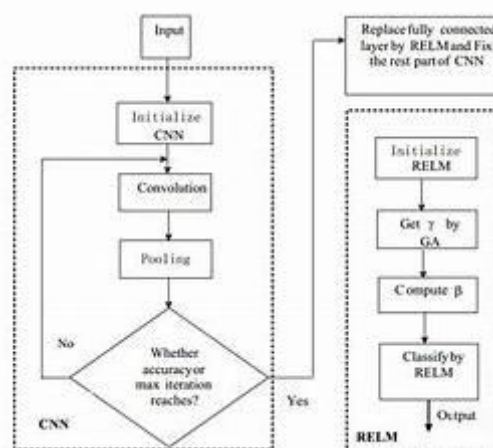 Input
Initialize
CNN
Convolution
Pooling
No
Whether
accuracy or
max iteration
reaches?
Yes
CNN
Replace fully connected
layer by RELM and Fix
the rest part of CNN
Initialize
RELM
Get γ by
GA
Compute β
Classify by
RELM
Output
RELM